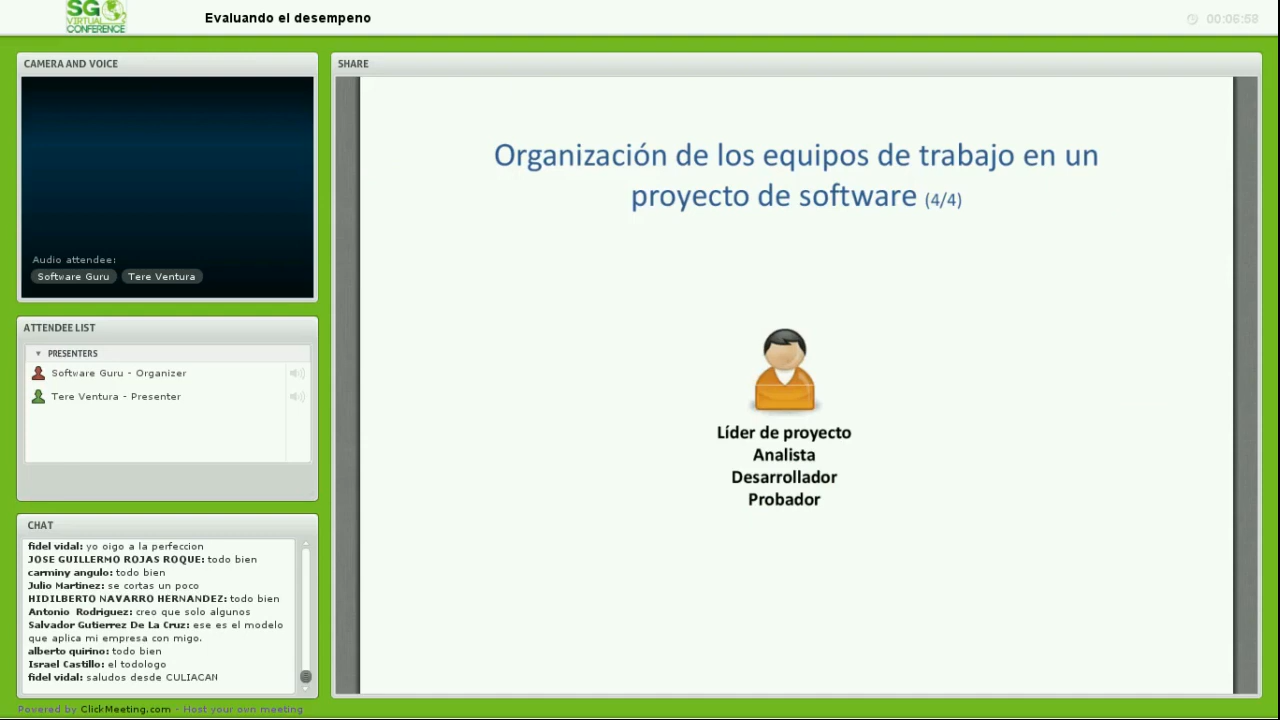 SG
VIRTUAL
CONFERENCE
Evaluando el desempeno
00:06:58
CAMERA AND VOICE
Audio attendee:
Software Guru
Tere Ventura
ATTENDEE LIST
PRESENTERS
Software Guru - Organizer
Tere Ventura - Presenter
CHAT
fidel vidal: yo oigo a la perfeccion
JOSE GUILLERMO ROJAS ROQUE: todo bien
carminy angulo: todo bien
Julio Martinez: se cortas un poco
HIDILBERTO NAVARRO HERNANDEZ: todo bien
Antonio Rodriguez: creo que solo algunos
Salvador Gutierrez De La Cruz: ese es el modelo
que aplica mi empresa con migo.
alberto quirino: todo bien
Israel Castillo: el todologo
fidel vidal: saludos desde CULIACAN
SHARE
Organización de los equipos de trabajo en un
proyecto de software (4/4)
Líder de proyecto
Analista
Desarrollador
Probador
Powered by ClickMeeting.com - Host your own meeting